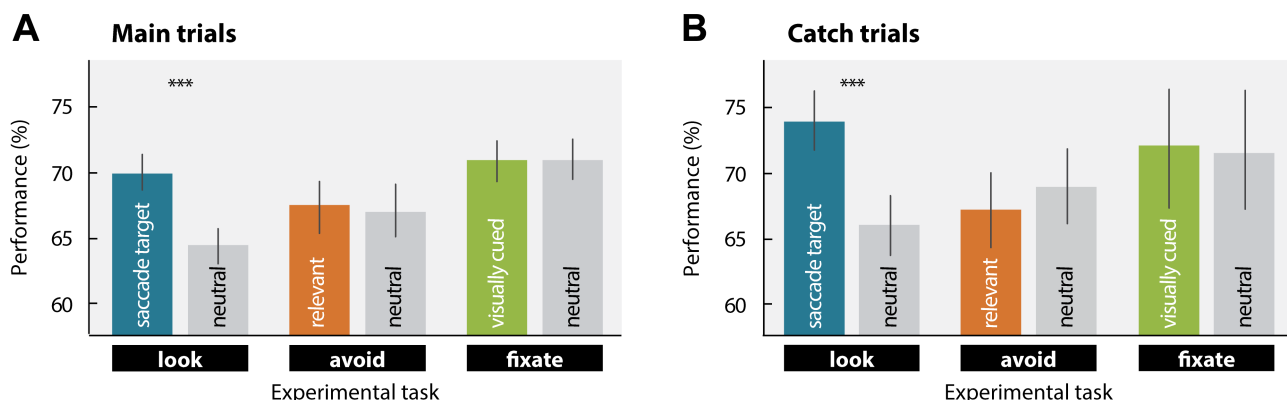 A
Main trials
***
75
70
65
60
Performance (%)
saccade target
neutral
relevant
neutral
visually cued
neutral
look
avoid
fixate
Experimental task
B
Catch trials
***
75
70
65
60
Performance (%)
saccade target
neutral
relevant
neutral
visually cued
neutral
look
avoid
fixate
Experimental task